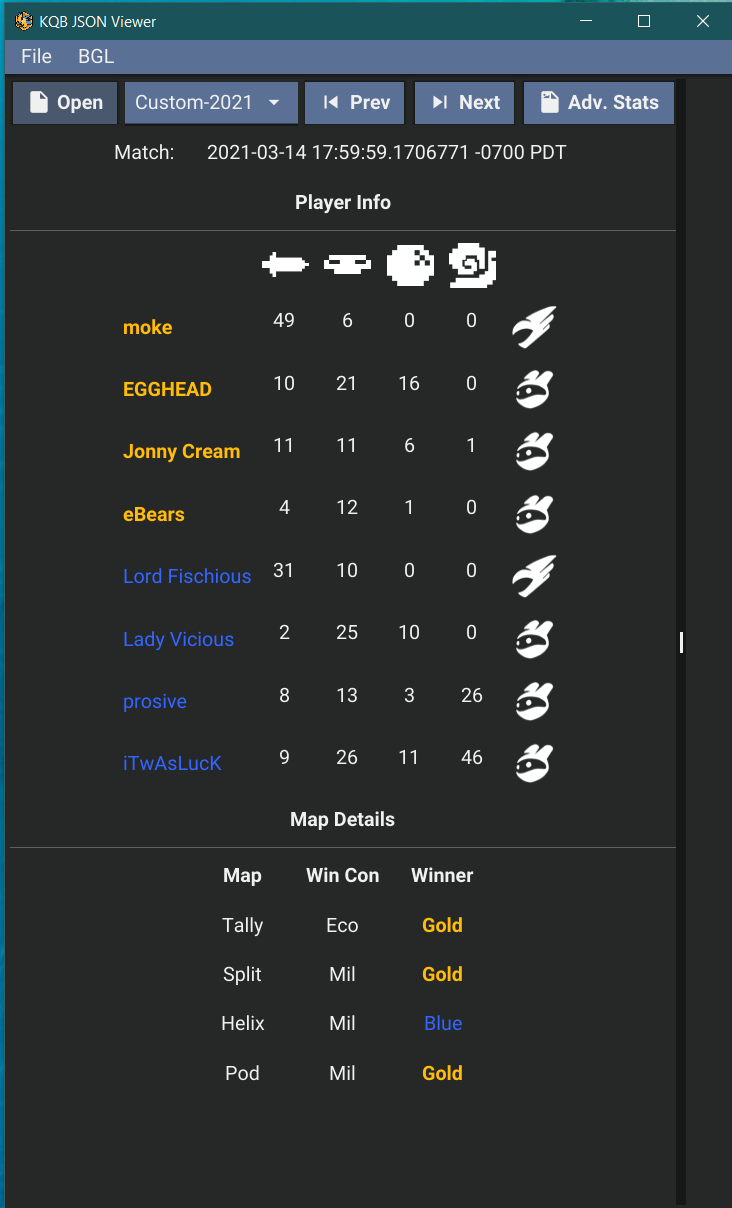 KQB JSON Viewer
File BGL
Open Custom-2021 Prev Next Adv. Stats
Match: 2021-03-14 17:59:59.1706771 -0700 PDT
Player Info
moke 49 6 0 0
EGGHEAD 10 21 16 0
Jonny Cream 11 11 6 1
eBears 4 12 1 0
Lord Fischious 31 10 0 0
Lady Vicious 2 25 10 0
prosive 8 13 3 26
iTwAsLucK 9 26 11 46
Map Details
Map Win Con Winner
Tally Eco Gold
Split Mil Gold
Helix Mil Blue
Pod Mil Gold